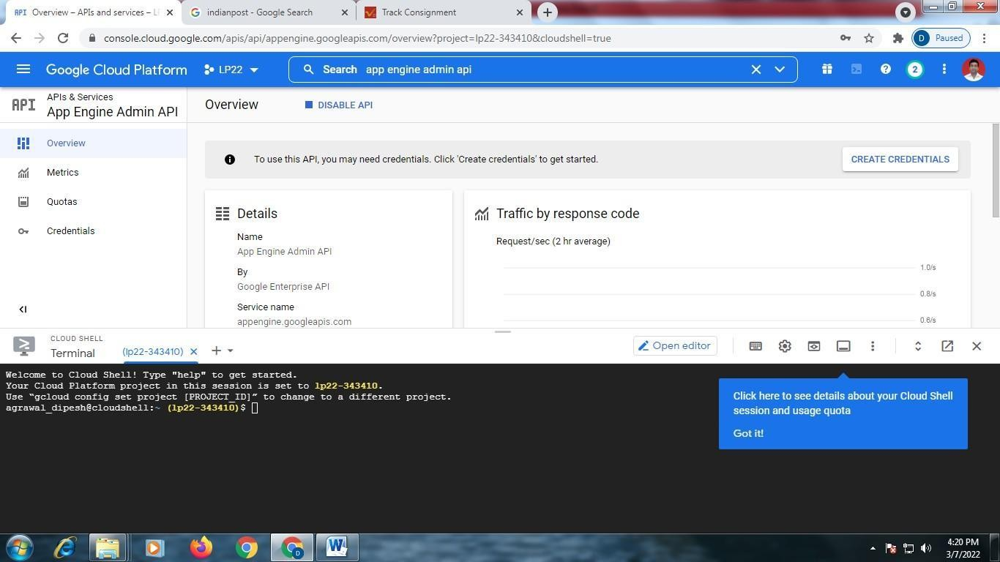 Overview – APIs and services – L
indianpost - Google Search
Track Consignment
console.cloud.google.com/apis/api/appengine.googleapis.com/overview?project=lp22-343410&cloudshell=true
D Paused
Google Cloud Platform
LP22
Search app engine admin api
2
API
APIs & Services
App Engine Admin API
Overview
DISABLE API
Overview
Metrics
Quotas
Credentials
To use this API, you may need credentials. Click 'Create credentials' to get started.
CREATE CREDENTIALS
Details
Name
App Engine Admin API
By
Google Enterprise API
Service name
appengine.googleapis.com
Traffic by response code
Request/sec (2 hr average)
1.0/s
0.8/s
0.6/s
CLOUD SHELL
Terminal
(lp22-343410)
Open editor
Welcome to Cloud Shell! Type "help" to get started.
Your Cloud Platform project in this session is set to lp22-343410.
Use “gcloud config set project [PROJECT_ID]” to change to a different project.
agrawal_dipesh@cloudshell:~ (lp22-343410)$
Click here to see details about your Cloud Shell
session and usage quota
Got it!
4:20 PM
3/7/2022